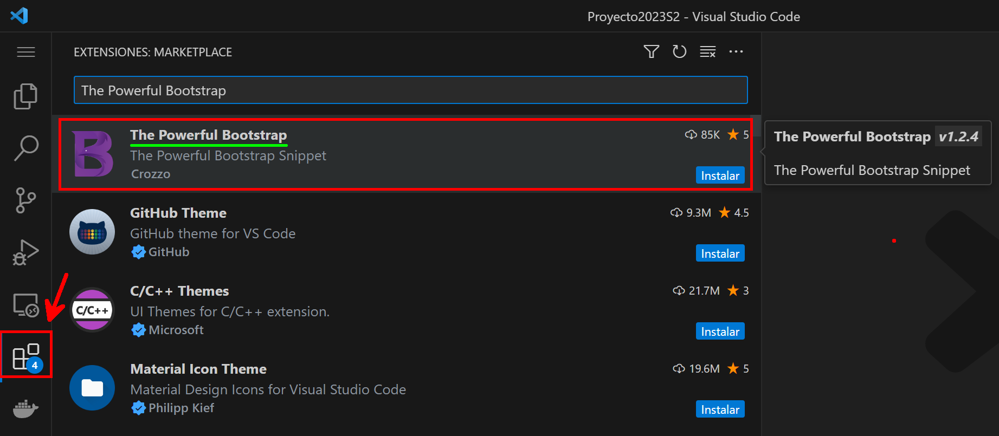 Proyecto2023S2 - Visual Studio Code
EXTENSIONES: MARKETPLACE
The Powerful Bootstrap
The Powerful Bootstrap 85K 5
The Powerful Bootstrap Snippet
Crozzo
Instalar
The Powerful Bootstrap v1.2.4
The Powerful Bootstrap Snippet
GitHub Theme 9.3M 4.5
GitHub theme for VS Code
GitHub
Instalar
C/C++
C/C++ Themes 21.7M 3
UI Themes for C/C++ extension.
Microsoft
Instalar
4
Material Icon Theme 19.6M 5
Material Design Icons for Visual Studio Code
Philipp Kief
Instalar